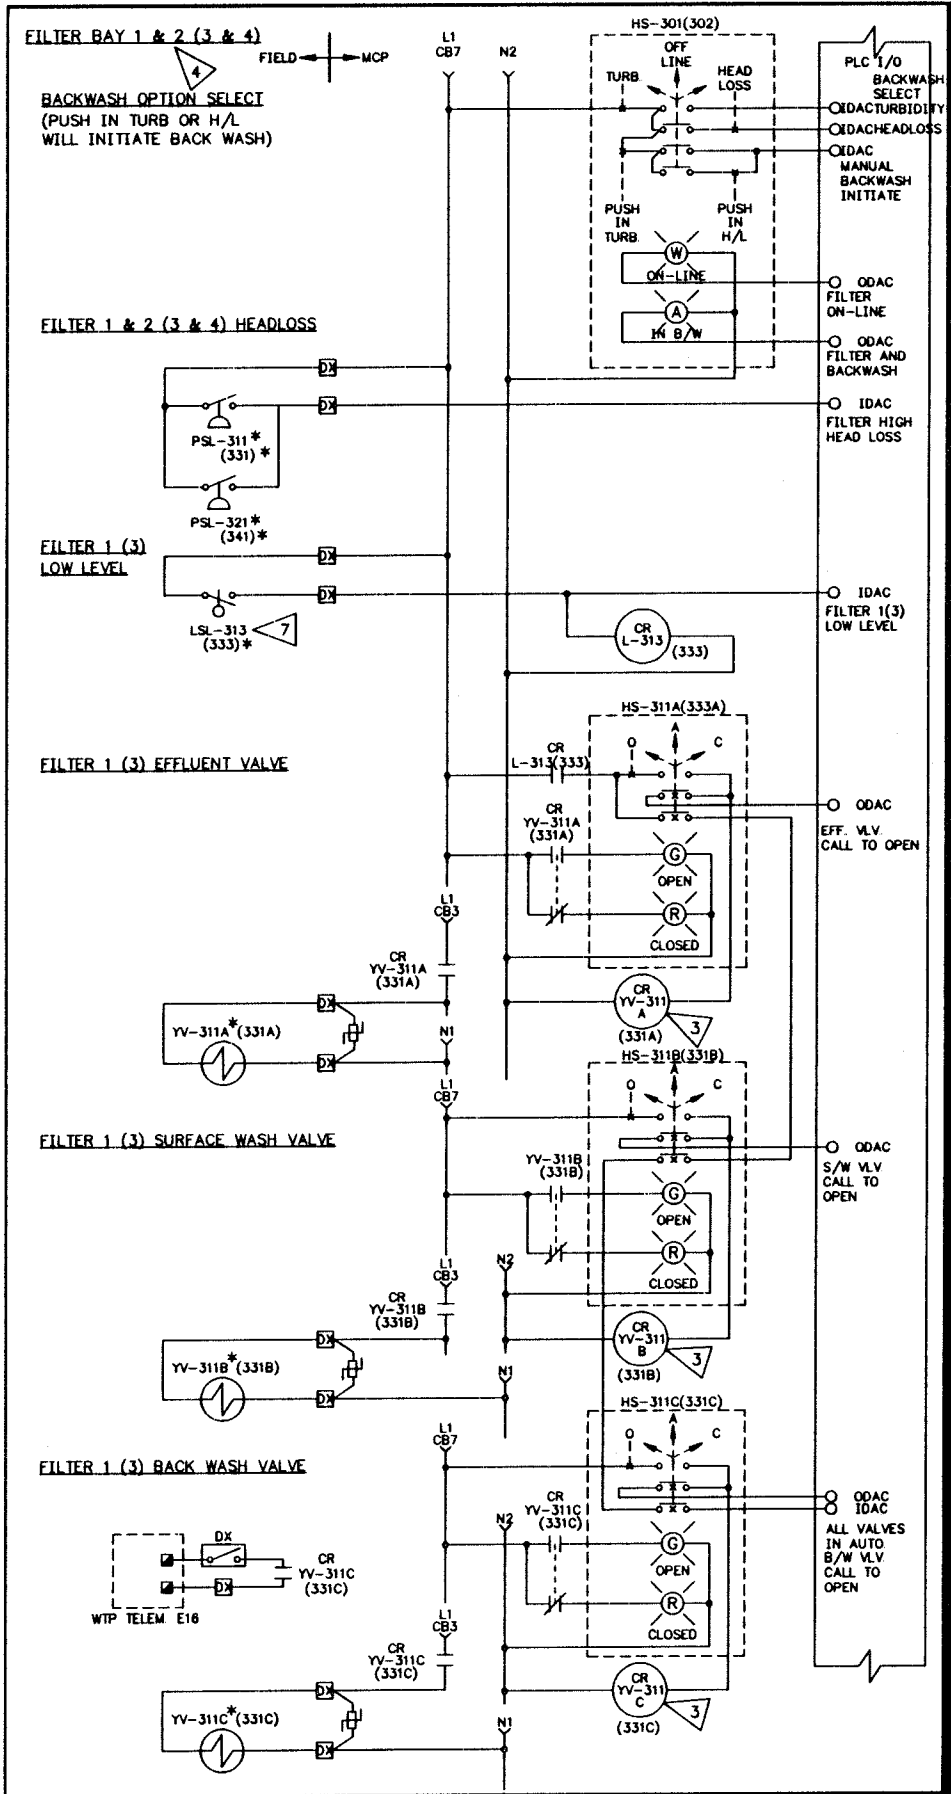 FILTER BAY 1 & 2 (3 & 4)
4
FIELD
MCP
L1
CB7
N2
HS-301(302)
BACKWASH OPTION SELECT
(PUSH IN TURB OR H/L
WILL INITIATE BACK WASH)
TURB.
OFF
LINE
HEAD
LOSS
PLC I/O
BACKWASH
SELECT
IDAC TURBIDITY
IDAC HEADLOSS
IDAC
MANUAL
BACKWASH
INITIATE
PUSH
IN
TURB.
PUSH
IN
H/L
W
ON-LINE
ODAC
FILTER
ON-LINE
A
IN B/W
ODAC
FILTER AND
BACKWASH
FILTER 1 & 2 (3 & 4) HEADLOSS
DX
DX
IDAC
FILTER HIGH
HEAD LOSS
PSL-311*
(331)*
PSL-321*
(341)*
FILTER 1 (3)
LOW LEVEL
DX
DX
IDAC
FILTER 1(3)
LOW LEVEL
LSL-313
(333)*
7
CR
L-313
(333)
HS-311A(333A)
O
A
C
FILTER 1 (3) EFFLUENT VALVE
CR
L-313(333)
ODAC
EFF. VLV.
CALL TO OPEN
CR
YV-311A
(331A)
G
OPEN
R
CLOSED
L1
CB3
CR
YV-311A
(331A)
DX
YV-311A*(331A)
N1
DX
CR
YV-311
A
(331A)
3
L1
CB7
HS-311B(331B)
O
A
C
FILTER 1 (3) SURFACE WASH VALVE
ODAC
S/W VLV
CALL TO
OPEN
YV-311B
(331B)
G
OPEN
R
CLOSED
L1
CB3
N2
CR
YV-311B
(331B)
DX
YV-311B*(331B)
DX
CR
YV-311
B
(331B)
3
N1
HS-311C(331C)
O
A
C
L1
CB7
FILTER 1 (3) BACK WASH VALVE
ODAC
IDAC
ALL VALVES
IN AUTO
B/W VLV
CALL TO
OPEN
N2
CR
YV-311C
(331C)
G
OPEN
R
CLOSED
DX
CR
YV-311C
(331C)
DX
WTP TELEM. E16
L1
CB3
CR
YV-311C
(331C)
DX
YV-311C*(331C)
DX
CR
YV-311
C
(331C)
3
N1